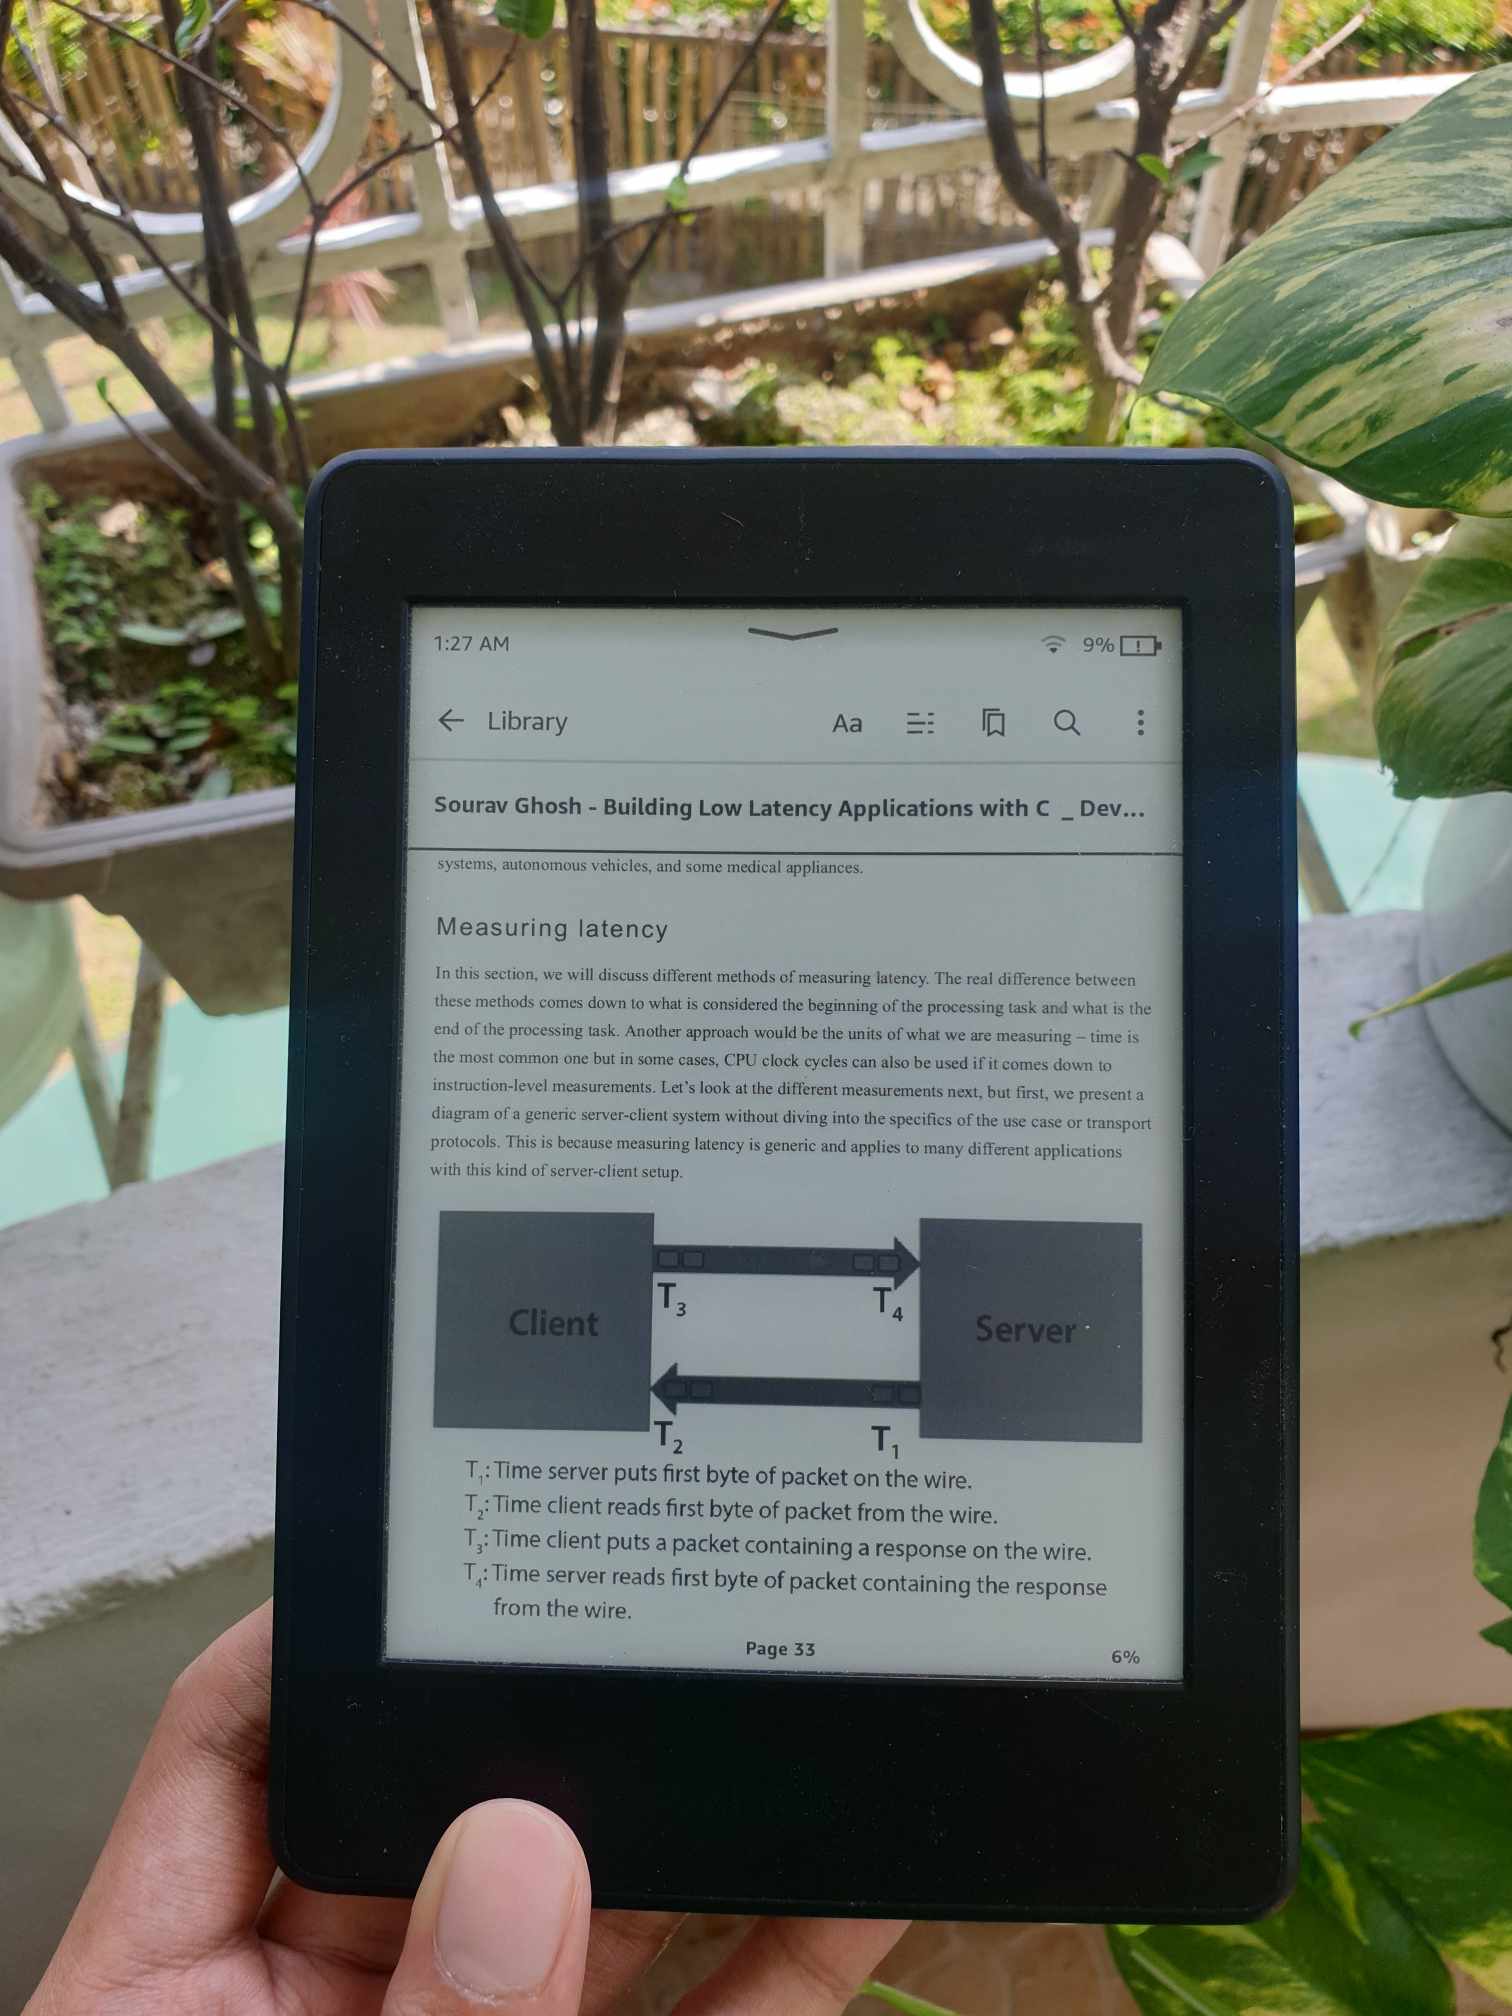 1:27 AM 9%
Library Aa
Sourav Ghosh - Building Low Latency Applications with C _ Dev...
systems, autonomous vehicles, and some medical appliances.
Measuring latency
In this section, we will discuss different methods of measuring latency. The real difference between
these methods comes down to what is considered the beginning of the processing task and what is the
end of the processing task. Another approach would be the units of what we are measuring – time is
the most common one but in some cases, CPU clock cycles can also be used if it comes down to
instruction-level measurements. Let's look at the different measurements next, but first, we present a
diagram of a generic server-client system without diving into the specifics of the use case or transport
protocols. This is because measuring latency is generic and applies to many different applications
with this kind of server-client setup.
T₃ T₄
Client Server
T₂ T₁
T₁: Time server puts first byte of packet on the wire.
T₂: Time client reads first byte of packet from the wire.
T₃: Time client puts a packet containing a response on the wire.
T₄: Time server reads first byte of packet containing the response
from the wire.
Page 33 6%